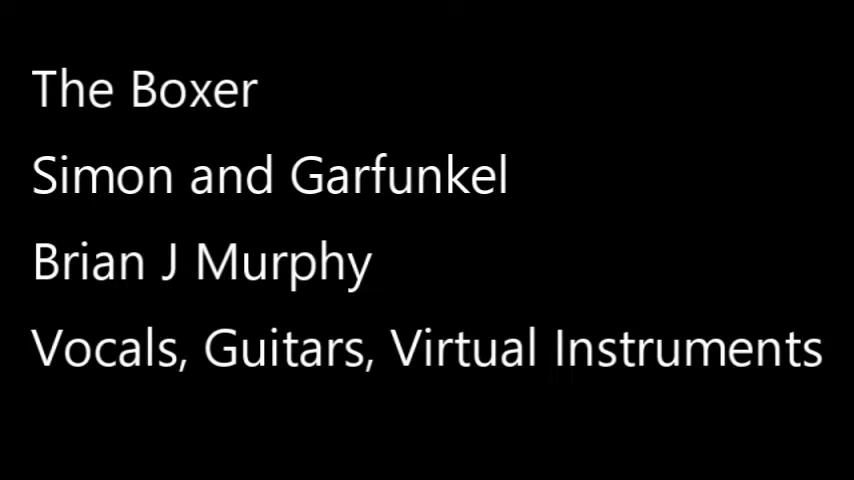 The Boxer
Simon and Garfunkel
Brian J Murphy
Vocals, Guitars, Virtual Instruments